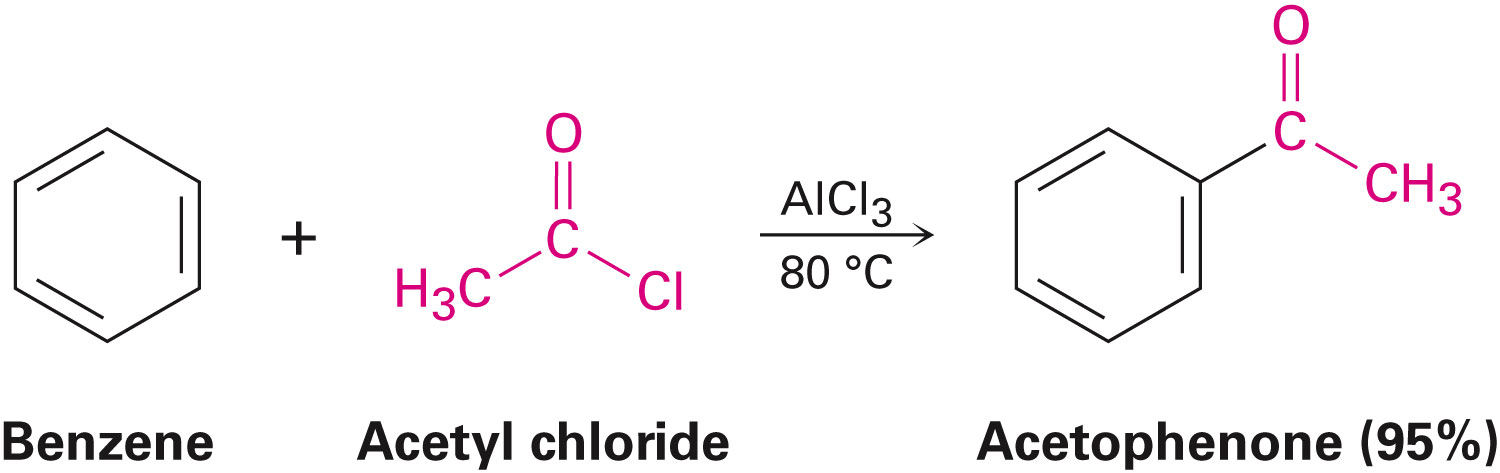 +
O
C
H₃C
Cl
AlCl₃
80 °C
O
C
CH₃
Benzene
Acetyl chloride
Acetophenone (95%)